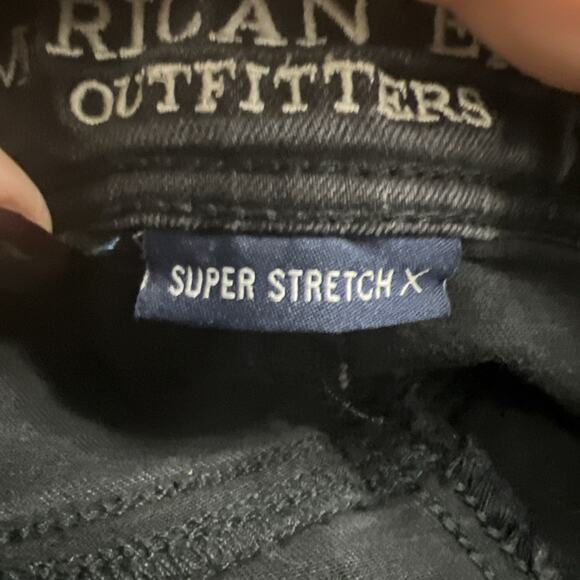 RICAN E
OUTFITTERS
SUPER STRETCH X